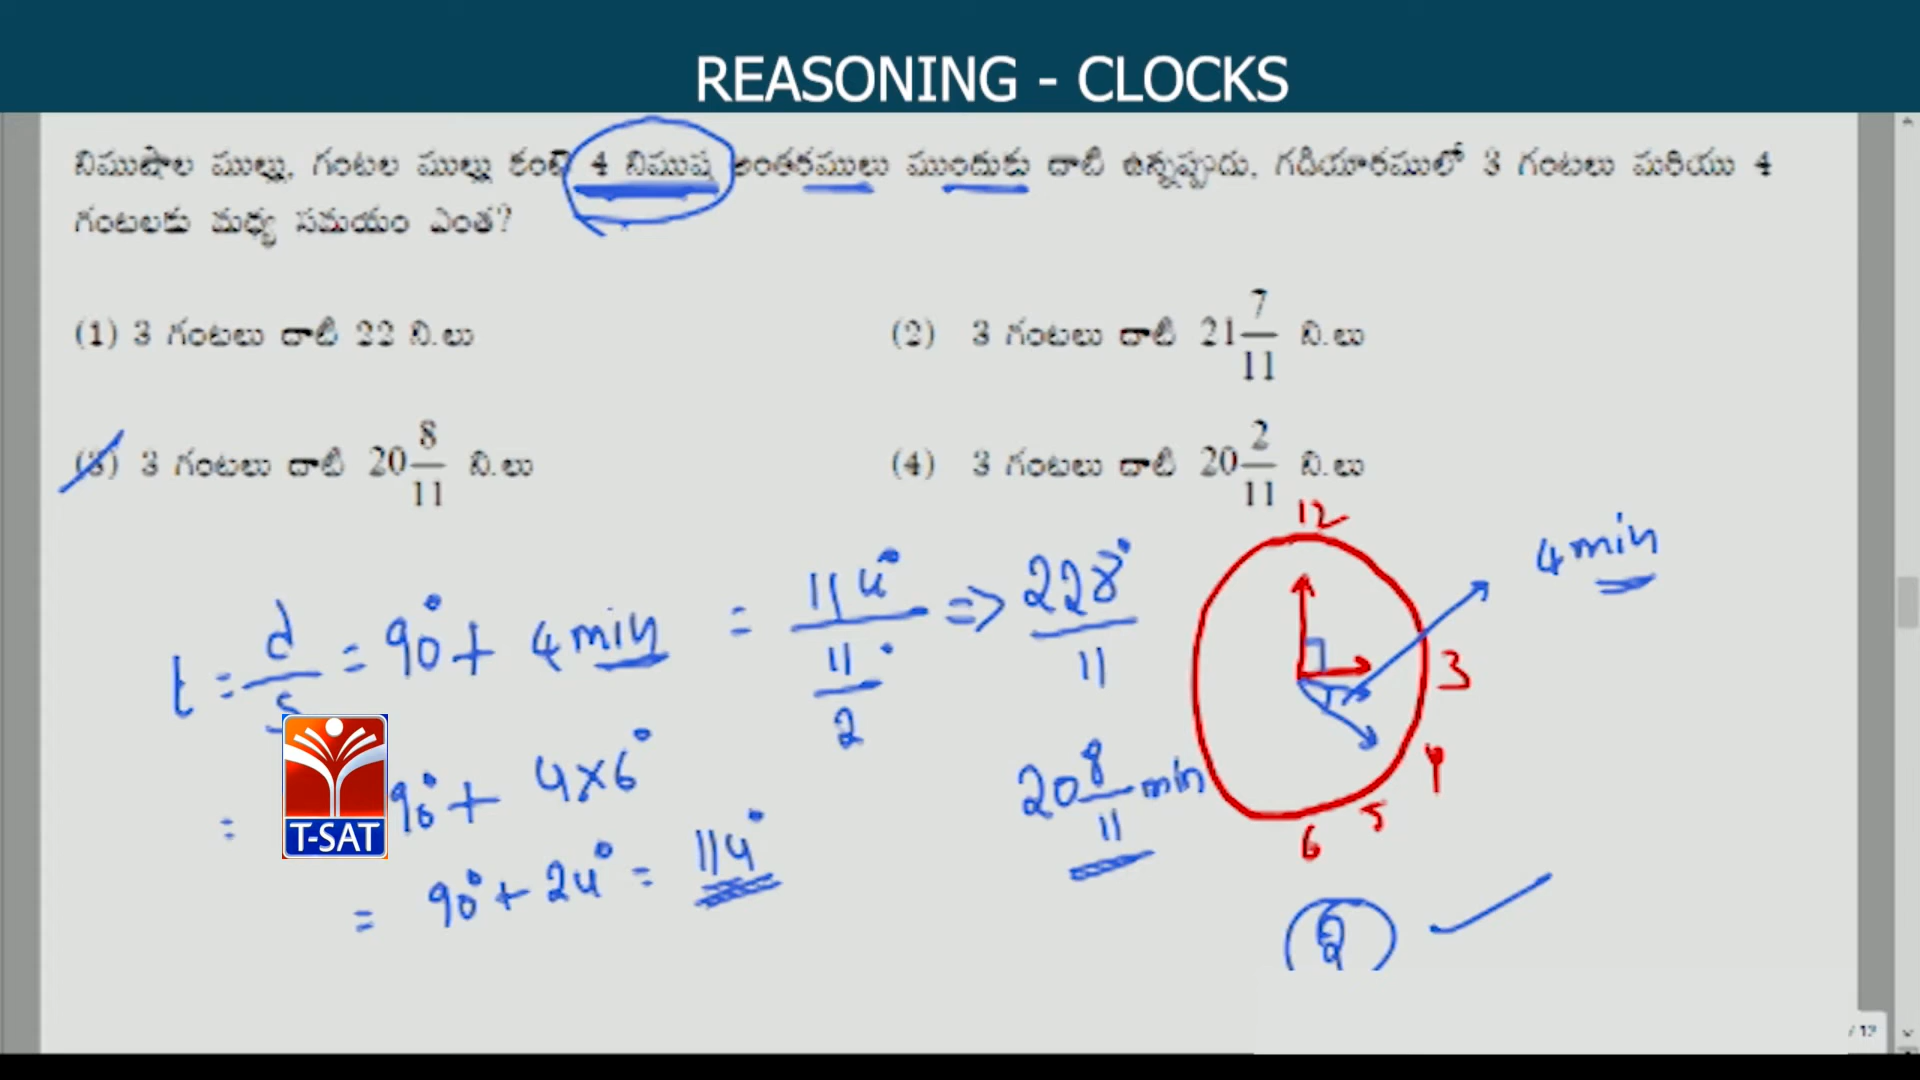 REASONING - CLOCKS
నిముషాల ముల్లు, గంటల ముల్లు కంటె 4 నిముష అంతరములు ముందుకు దాటి ఉన్నప్పుడు, గడియారములో 3 గంటలు మరియు 4
గంటలకు మధ్య సమయం ఎంత?
(1) 3 గంటలు దాటి 22 ని.లు
(2) 3 గంటలు దాటి 21 7/11 ని.లు
(3) 3 గంటలు దాటి 20 8/11 ని.లు
(4) 3 గంటలు దాటి 20 2/11 ని.లు
t = d/s = 90° + 4 min = 114°/(11°/2) => 228°/11
= 90° + 4x6°
= 90° + 24° = 114°
20 8/11 min
12
3
4
5
6
4 min
T-SAT
/ 12